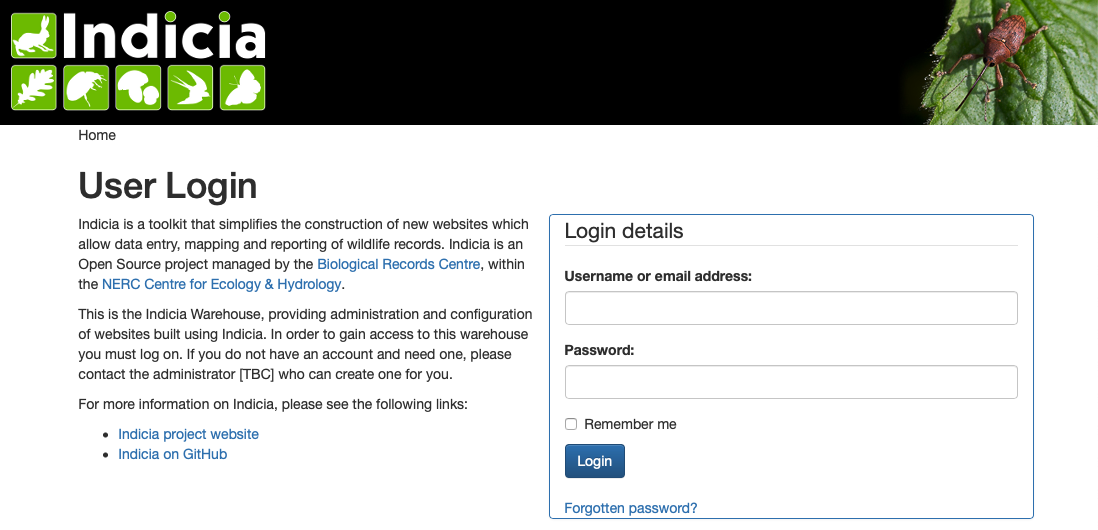 Indicia
Home
User Login
Indicia is a toolkit that simplifies the construction of new websites which
allow data entry, mapping and reporting of wildlife records. Indicia is an
Open Source project managed by the Biological Records Centre, within
the NERC Centre for Ecology & Hydrology.
This is the Indicia Warehouse, providing administration and configuration
of websites built using Indicia. In order to gain access to this warehouse
you must log on. If you do not have an account and need one, please
contact the administrator [TBC] who can create one for you.
For more information on Indicia, please see the following links:
Indicia project website
Indicia on GitHub
Login details
Username or email address:
Password:
Remember me
Login
Forgotten password?